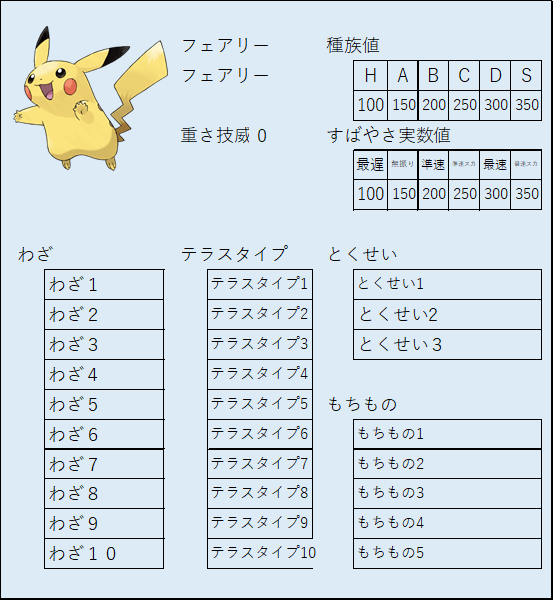 フェアリー
フェアリー
重さ技威 0
種族値
H A B C D S
100 150 200 250 300 350
すばやさ実数値
最遅 無振り 準速 準速スカ 最速 最速スカ
100 150 200 250 300 350
わざ
わざ１
わざ２
わざ３
わざ４
わざ５
わざ６
わざ７
わざ８
わざ９
わざ１０
テラスタイプ
テラスタイプ1
テラスタイプ2
テラスタイプ3
テラスタイプ4
テラスタイプ5
テラスタイプ6
テラスタイプ7
テラスタイプ8
テラスタイプ9
テラスタイプ10
とくせい
とくせい1
とくせい2
とくせい３
もちもの
もちもの1
もちもの2
もちもの3
もちもの4
もちもの5